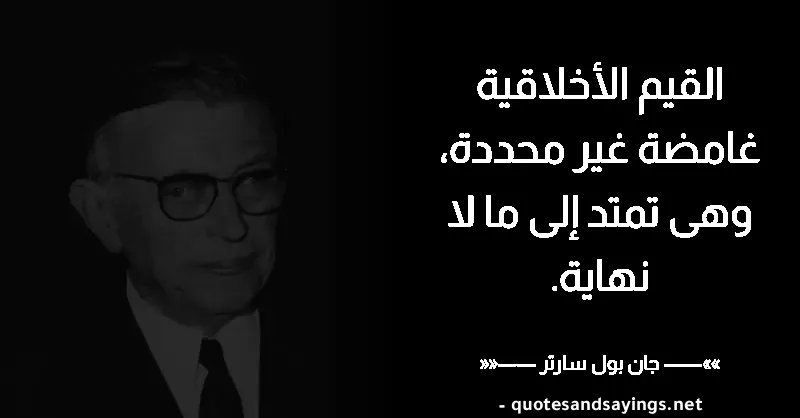 القيم الأخلاقية
غامضة غير محددة،
وهى تمتد إلى ما لا
نهاية.
»»—— جان بول سارتر ——««
- quotesandsayings.net